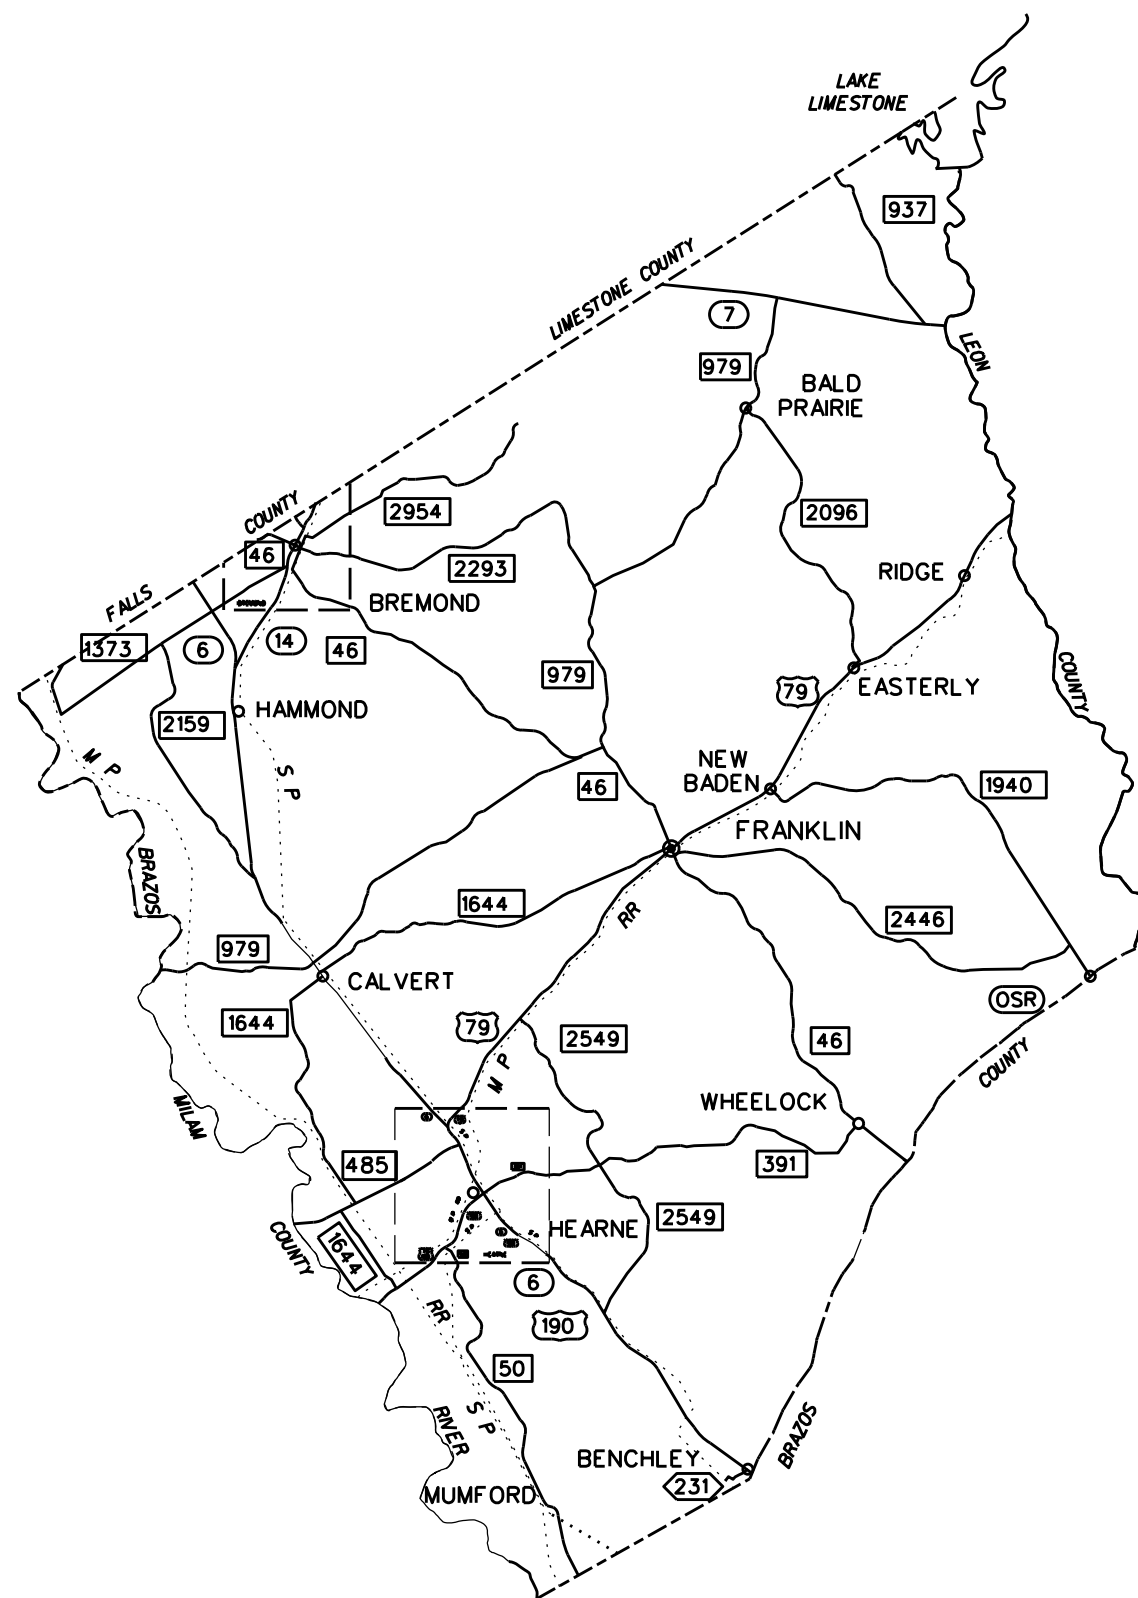 LAKE
LIMESTONE
937
LIMESTONE COUNTY
7
LEON
979
BALD
PRAIRIE
COUNTY
2954
2096
46
2293
RIDGE
FALLS
BREMOND
1373
6
14
46
979
COUNTY
79
EASTERLY
2159
HAMMOND
M P
S P
NEW
BADEN
46
1940
FRANKLIN
BRAZOS
1644
RR
2446
979
CALVERT
OSR
1644
79
2549
46
COUNTY
M P
MILAM
WHEELOCK
485
391
COUNTY
1644
HEARNE
2549
6
RR
190
50
S P
RIVER
BRAZOS
BENCHLEY
231
MUMFORD